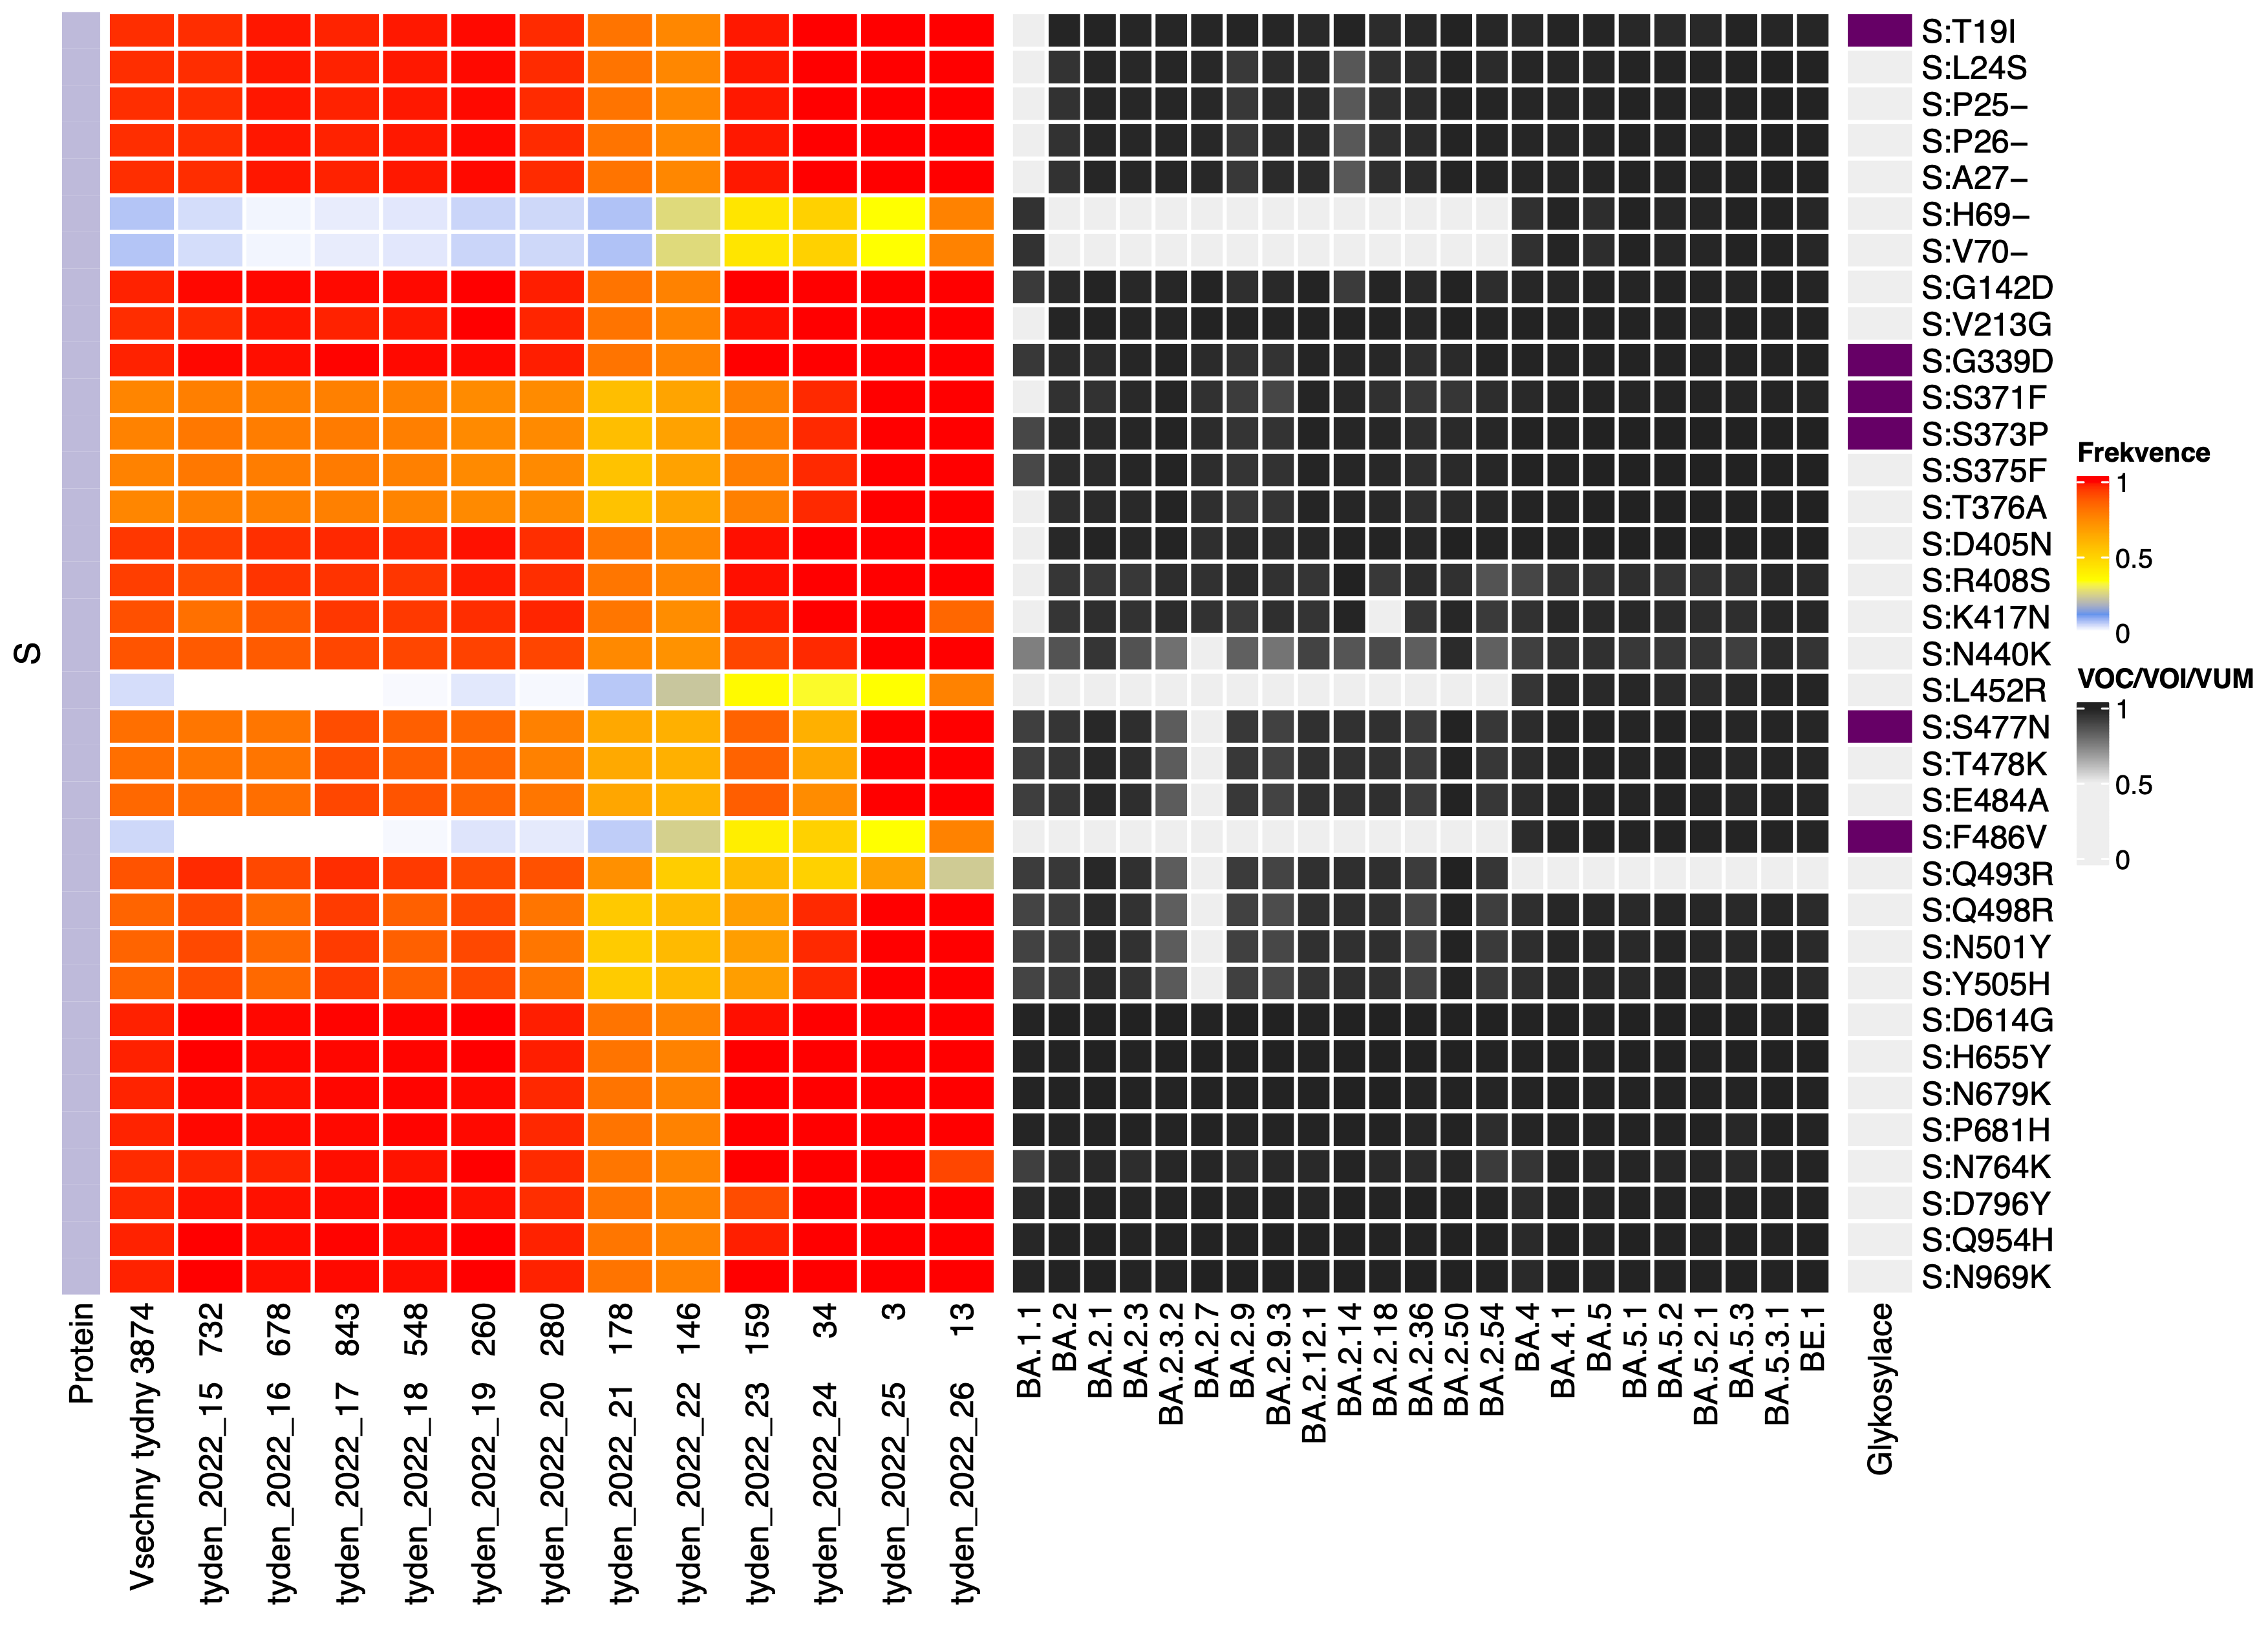 S
S:T19I
S:L24S
S:P25−
S:P26−
S:A27−
S:H69−
S:V70−
S:G142D
S:V213G
S:G339D
S:S371F
S:S373P
S:S375F
S:T376A
S:D405N
S:R408S
S:K417N
S:N440K
S:L452R
S:S477N
S:T478K
S:E484A
S:F486V
S:Q493R
S:Q498R
S:N501Y
S:Y505H
S:D614G
S:H655Y
S:N679K
S:P681H
S:N764K
S:D796Y
S:Q954H
S:N969K
Frekvence
1
0.5
0
VOC/VOI/VUM
1
0.5
0
Protein
Vsechny tydny 3874
tyden_2022_15 732
tyden_2022_16 678
tyden_2022_17 843
tyden_2022_18 548
tyden_2022_19 260
tyden_2022_20 280
tyden_2022_21 178
tyden_2022_22 146
tyden_2022_23 159
tyden_2022_24 34
tyden_2022_25 3
tyden_2022_26 13
BA.1.1
BA.2
BA.2.1
BA.2.3
BA.2.3.2
BA.2.7
BA.2.9
BA.2.9.3
BA.2.12.1
BA.2.14
BA.2.18
BA.2.36
BA.2.50
BA.2.54
BA.4
BA.4.1
BA.5
BA.5.1
BA.5.2
BA.5.2.1
BA.5.3
BA.5.3.1
BE.1
Glykosylace